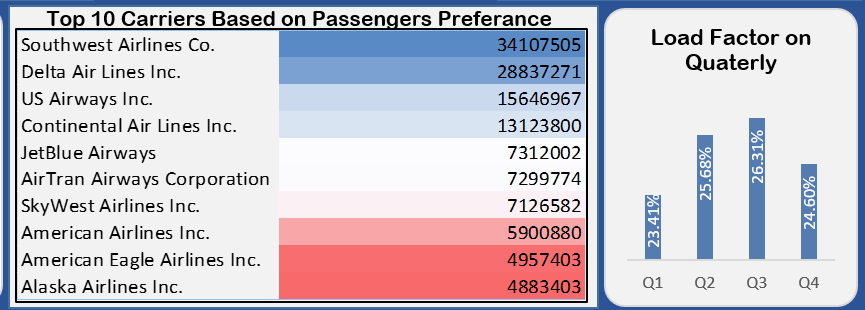 Top 10 Carriers Based on Passengers Preferance
Southwest Airlines Co. 34107505
Delta Air Lines Inc. 28837271
US Airways Inc. 15646967
Continental Air Lines Inc. 13123800
JetBlue Airways 7312002
AirTran Airways Corporation 7299774
SkyWest Airlines Inc. 7126582
American Airlines Inc. 5900880
American Eagle Airlines Inc. 4957403
Alaska Airlines Inc. 4883403
Load Factor on
Quaterly
23.41% 25.68% 26.31% 24.60%
Q1 Q2 Q3 Q4